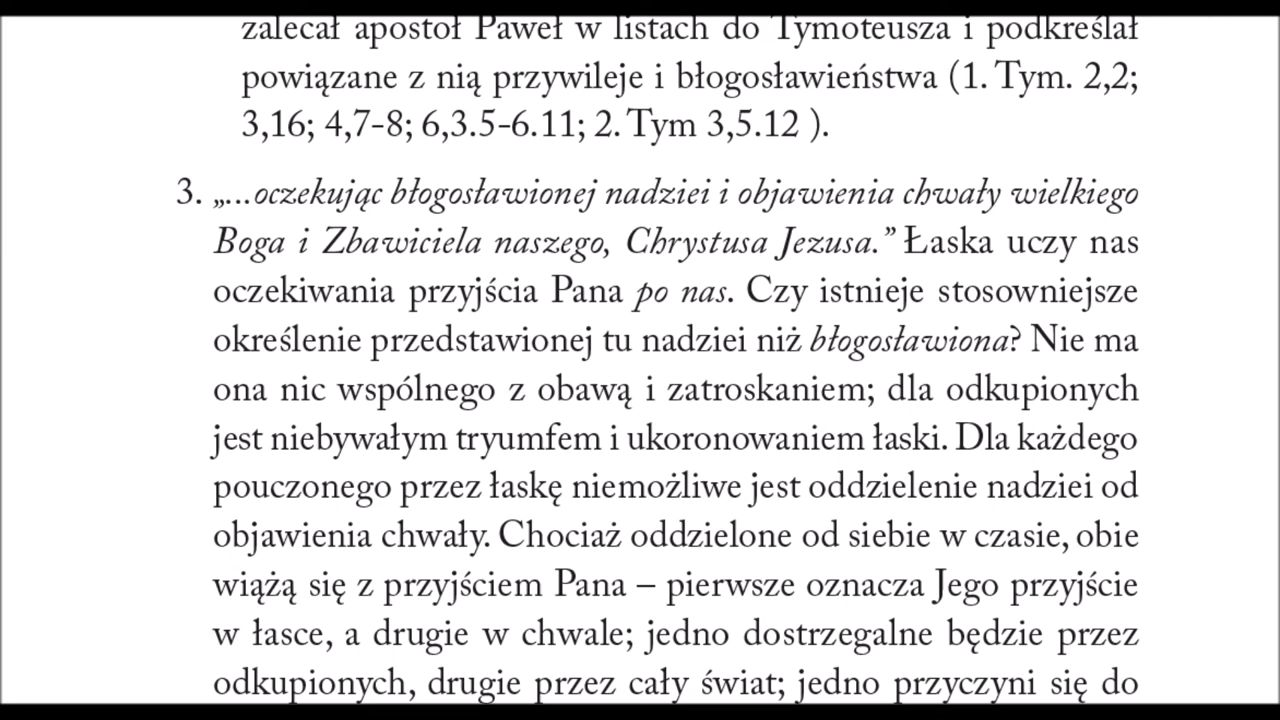 zalecał apostoł Paweł w listach do Tymoteusza i podkreślał
powiązane z nią przywileje i błogosławieństwa (1. Tym. 2,2;
3,16; 4,7-8; 6,3.5-6.11; 2. Tym 3,5.12 ).
3. „...oczekując błogosławionej nadziei i objawienia chwały wielkiego
Boga i Zbawiciela naszego, Chrystusa Jezusa.” Łaska uczy nas
oczekiwania przyjścia Pana po nas. Czy istnieje stosowniejsze
określenie przedstawionej tu nadziei niż błogosławiona? Nie ma
ona nic wspólnego z obawą i zatroskaniem; dla odkupionych
jest niebywałym tryumfem i ukoronowaniem łaski. Dla każdego
pouczonego przez łaskę niemożliwe jest oddzielenie nadziei od
objawienia chwały. Chociaż oddzielone od siebie w czasie, obie
wiążą się z przyjściem Pana – pierwsze oznacza Jego przyjście
w łasce, a drugie w chwale; jedno dostrzegalne będzie przez
odkupionych, drugie przez cały świat; jedno przyczyni się do